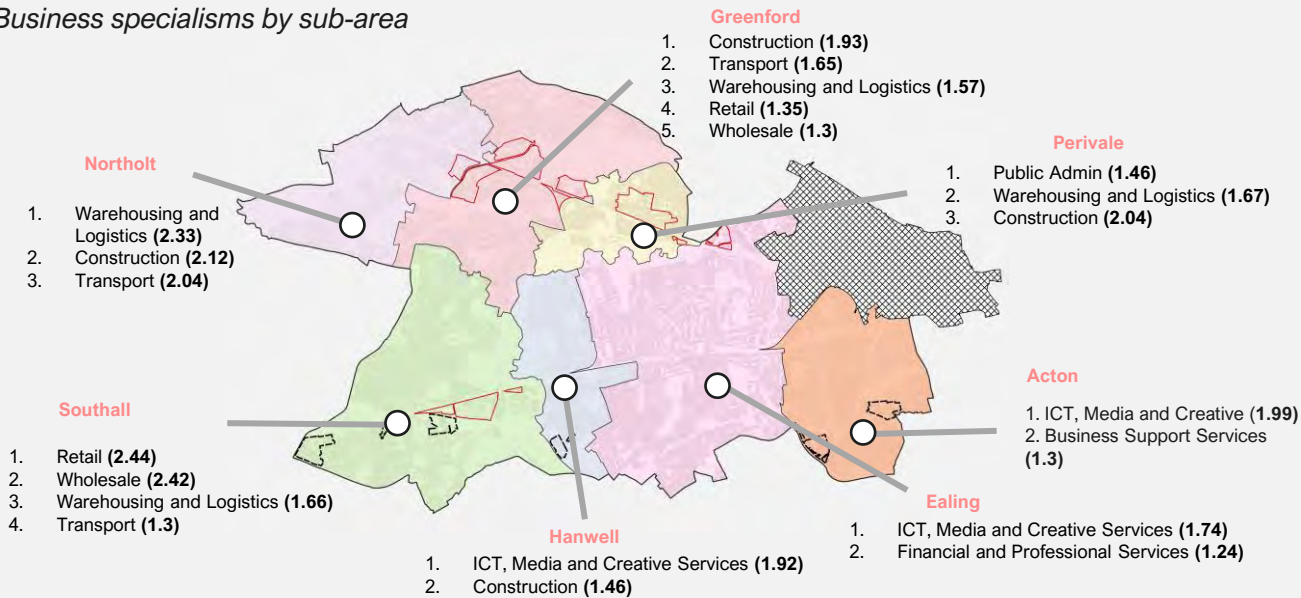 Business specialisms by sub-area
Greenford
1. Construction (1.93)
2. Transport (1.65)
3. Warehousing and Logistics (1.57)
4. Retail (1.35)
5. Wholesale (1.3)
Perivale
1. Public Admin (1.46)
2. Warehousing and Logistics (1.67)
3. Construction (2.04)
Northolt
1. Warehousing and
Logistics (2.33)
2. Construction (2.12)
3. Transport (2.04)
Acton
1. ICT, Media and Creative (1.99)
2. Business Support Services
(1.3)
Southall
1. Retail (2.44)
2. Wholesale (2.42)
3. Warehousing and Logistics (1.66)
4. Transport (1.3)
Ealing
1. ICT, Media and Creative Services (1.74)
2. Financial and Professional Services (1.24)
Hanwell
1. ICT, Media and Creative Services (1.92)
2. Construction (1.46)